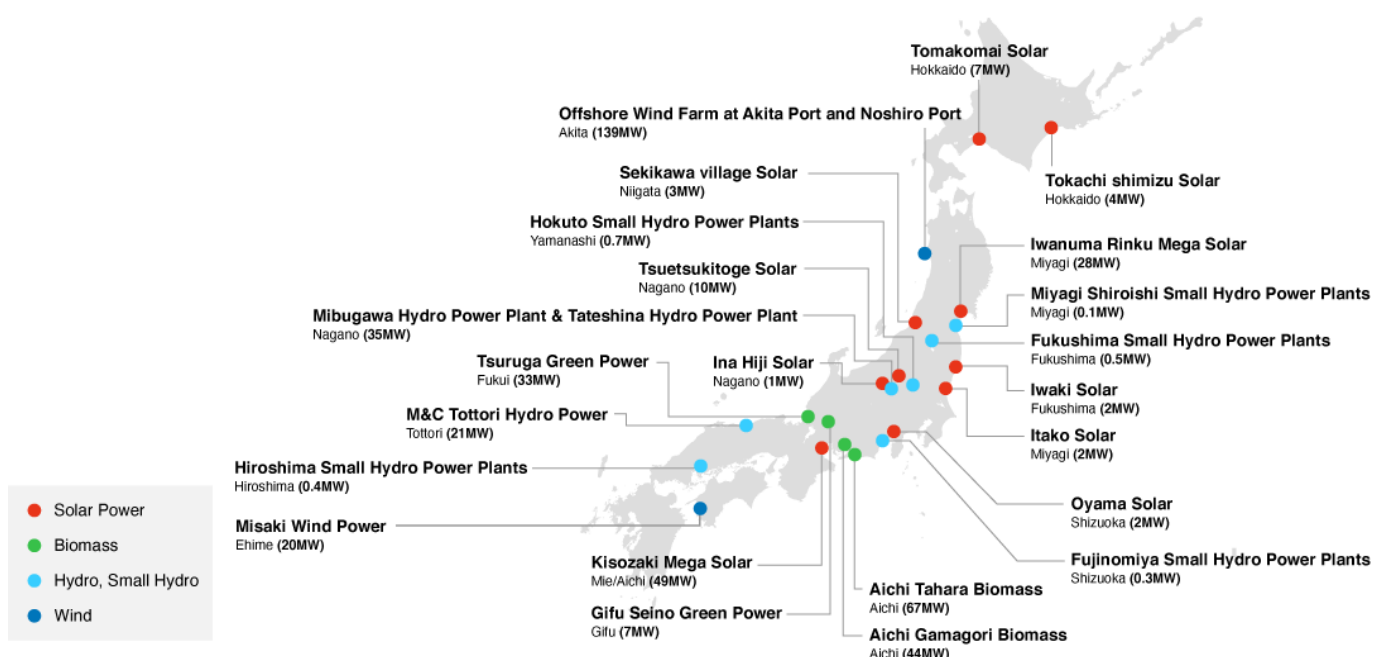 Tomakomai Solar
Hokkaido (7MW)
Offshore Wind Farm at Akita Port and Noshiro Port
Akita (139MW)
Sekikawa village Solar
Niigata (3MW)
Tokachi shimizu Solar
Hokkaido (4MW)
Hokuto Small Hydro Power Plants
Yamanashi (0.7MW)
Iwanuma Rinku Mega Solar
Miyagi (28MW)
Tsuetsukitoge Solar
Nagano (10MW)
Miyagi Shiroishi Small Hydro Power Plants
Miyagi (0.1MW)
Mibugawa Hydro Power Plant & Tateshina Hydro Power Plant
Nagano (35MW)
Fukushima Small Hydro Power Plants
Fukushima (0.5MW)
Tsuruga Green Power
Fukui (33MW)
Ina Hiji Solar
Nagano (1MW)
Iwaki Solar
Fukushima (2MW)
M&C Tottori Hydro Power
Tottori (21MW)
Itako Solar
Miyagi (2MW)
Hiroshima Small Hydro Power Plants
Hiroshima (0.4MW)
Oyama Solar
Shizuoka (2MW)
Misaki Wind Power
Ehime (20MW)
Kisozaki Mega Solar
Mie/Aichi (49MW)
Fujinomiya Small Hydro Power Plants
Shizuoka (0.3MW)
Aichi Tahara Biomass
Aichi (67MW)
Gifu Seino Green Power
Gifu (7MW)
Aichi Gamagori Biomass
Aichi (44MW)
Solar Power
Biomass
Hydro, Small Hydro
Wind